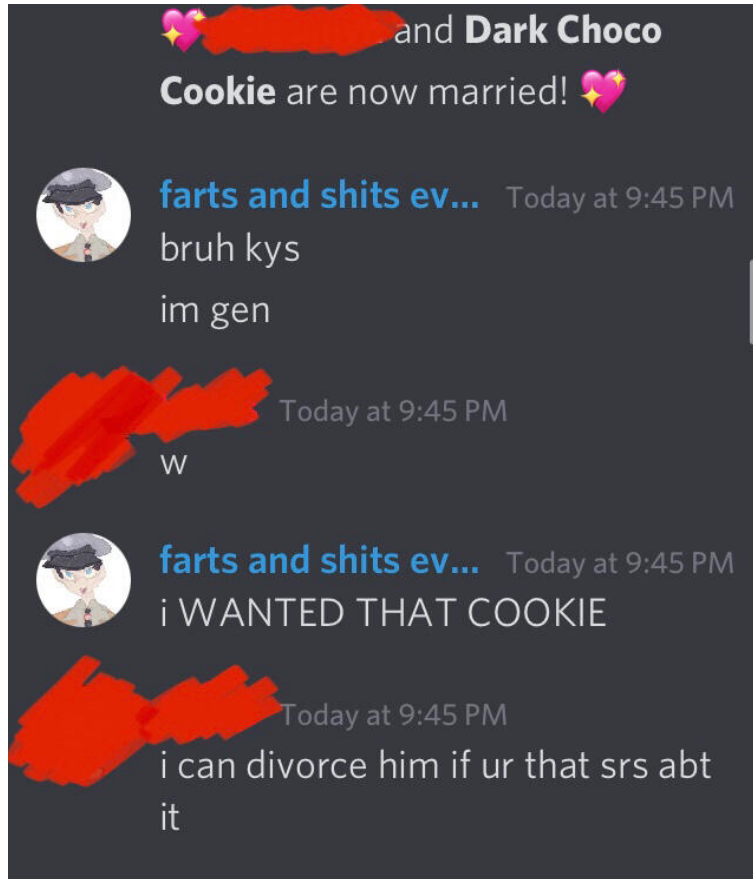 and Dark Choco
Cookie are now married!
farts and shits ev... Today at 9:45 PM
bruh kys
im gen
Today at 9:45 PM
w
farts and shits ev... Today at 9:45 PM
i WANTED THAT COOKIE
Today at 9:45 PM
i can divorce him if ur that srs abt
it